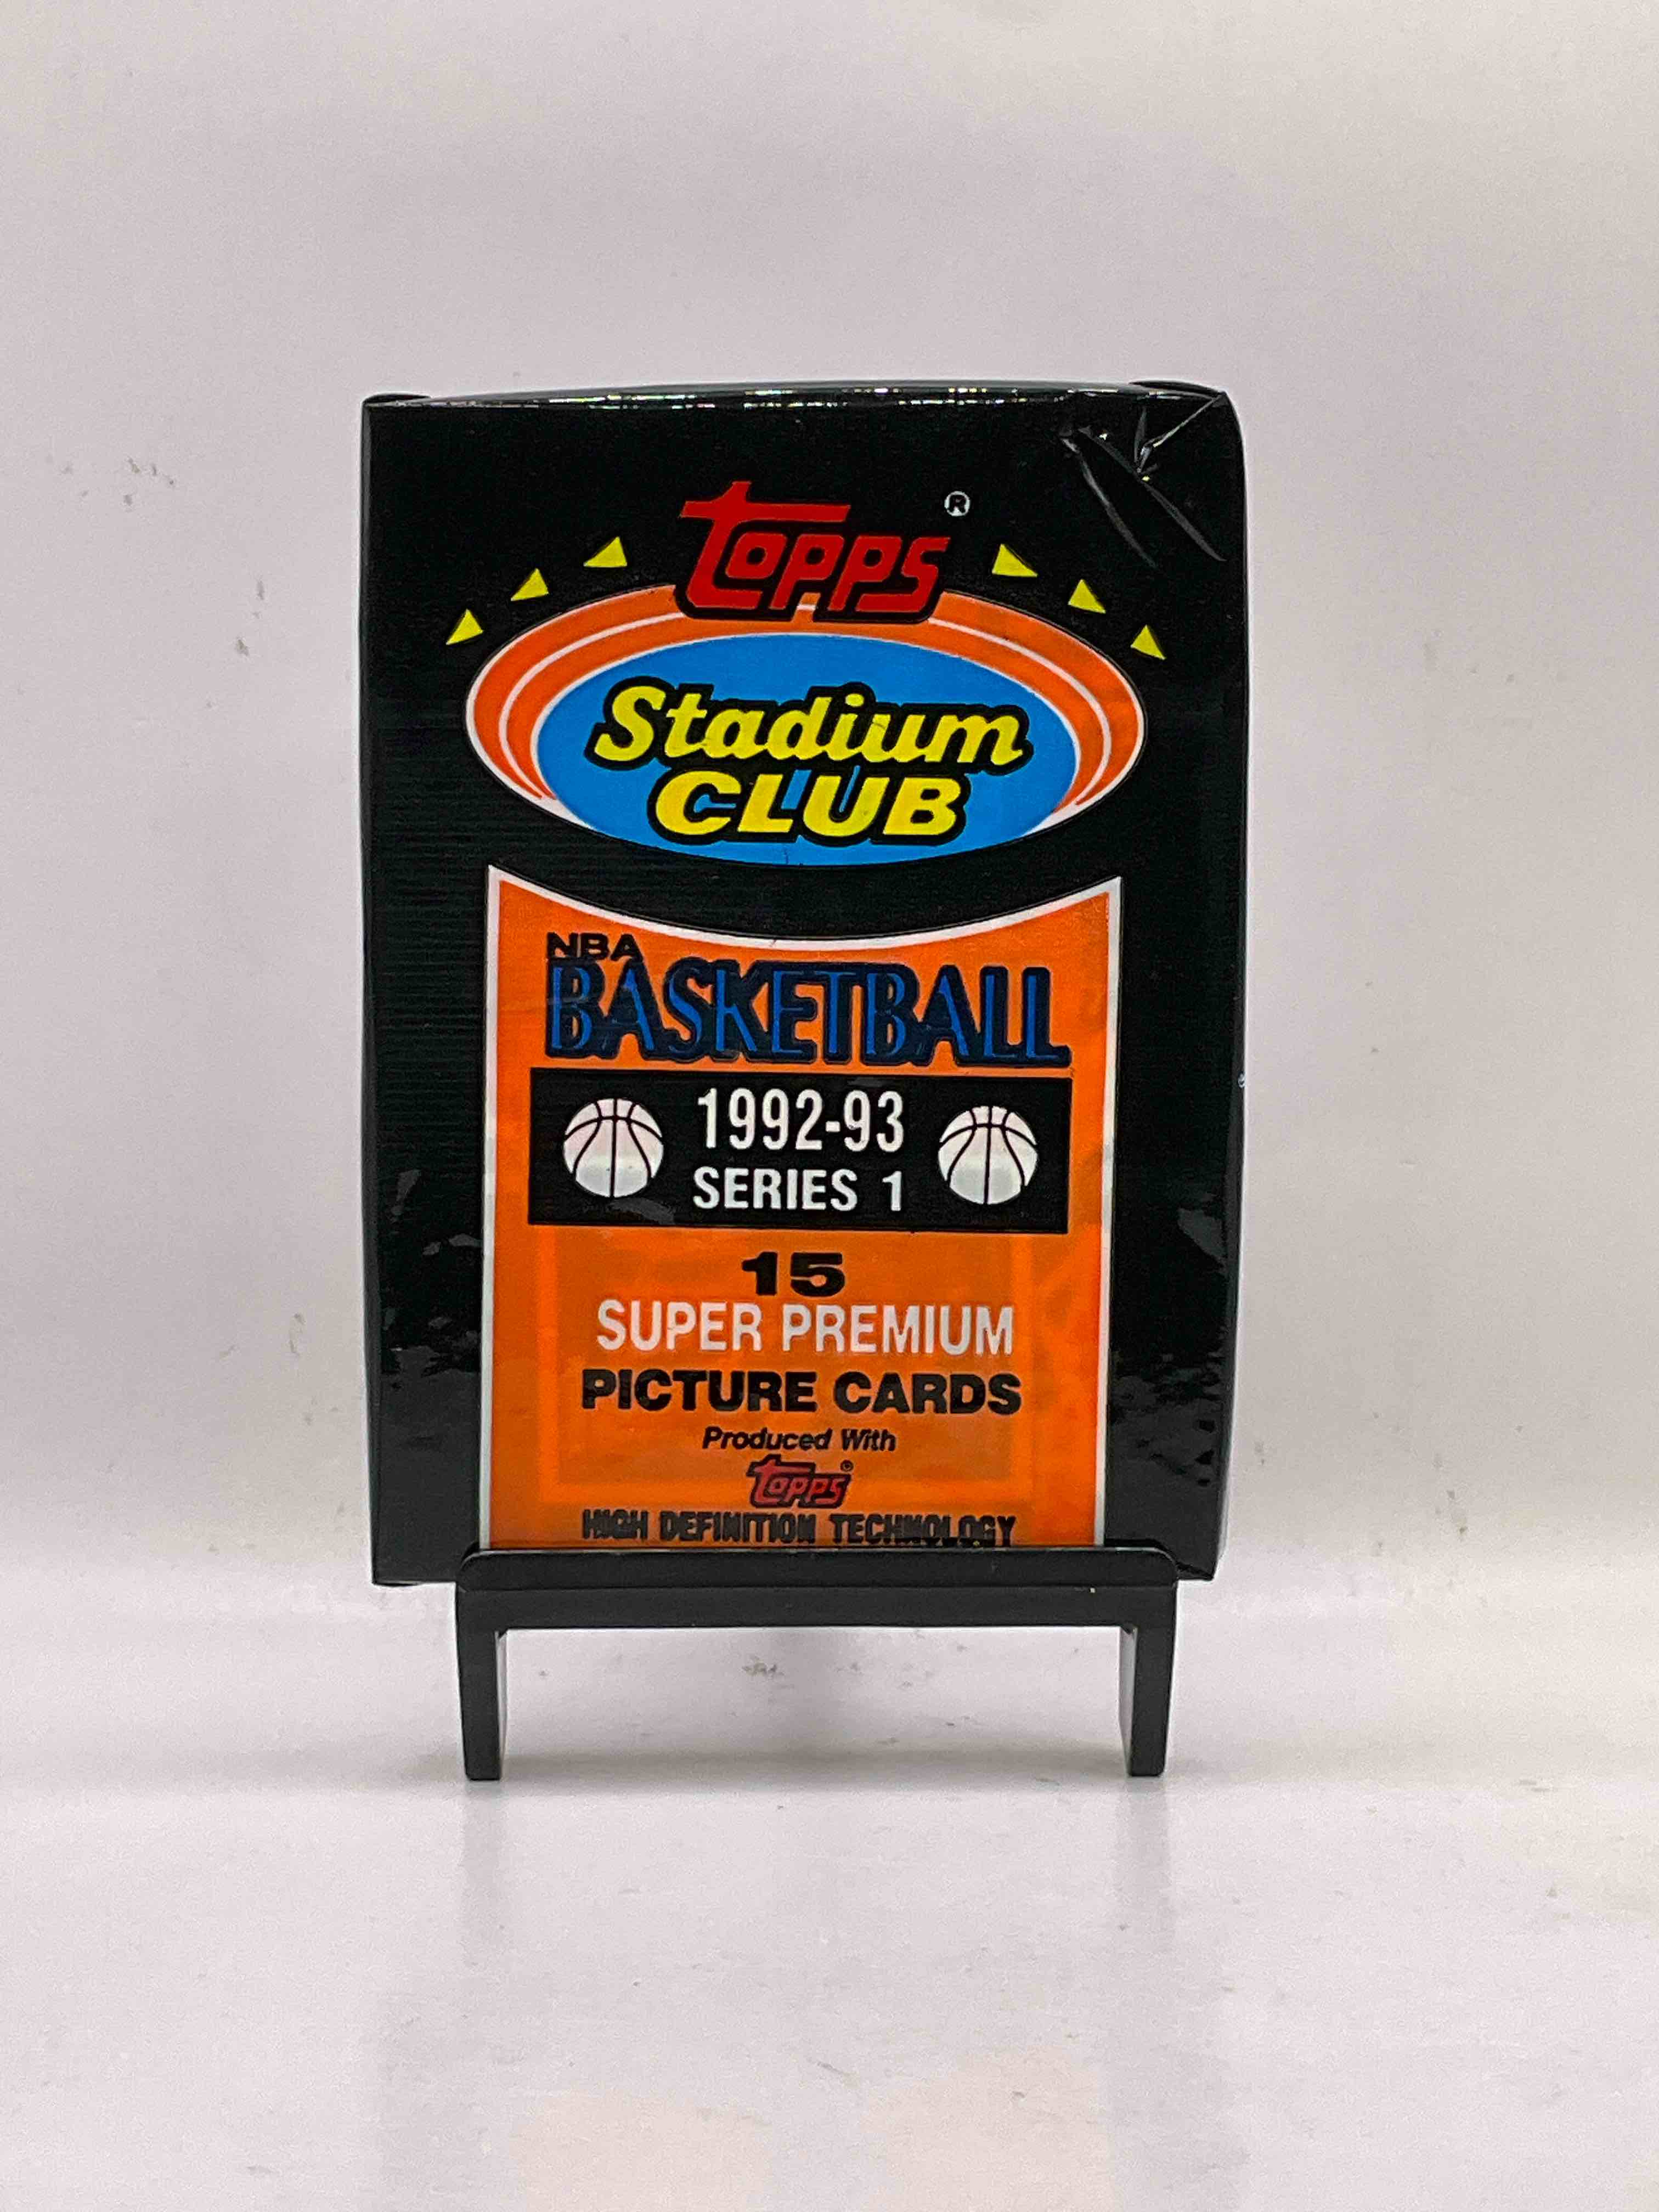 Topps ®
Stadium
CLUB
NBA
BASKETBALL
1992-93
SERIES 1
15
SUPER PREMIUM
PICTURE CARDS
Produced With
Topps ®
HIGH DEFINITION TECHNOLOGY